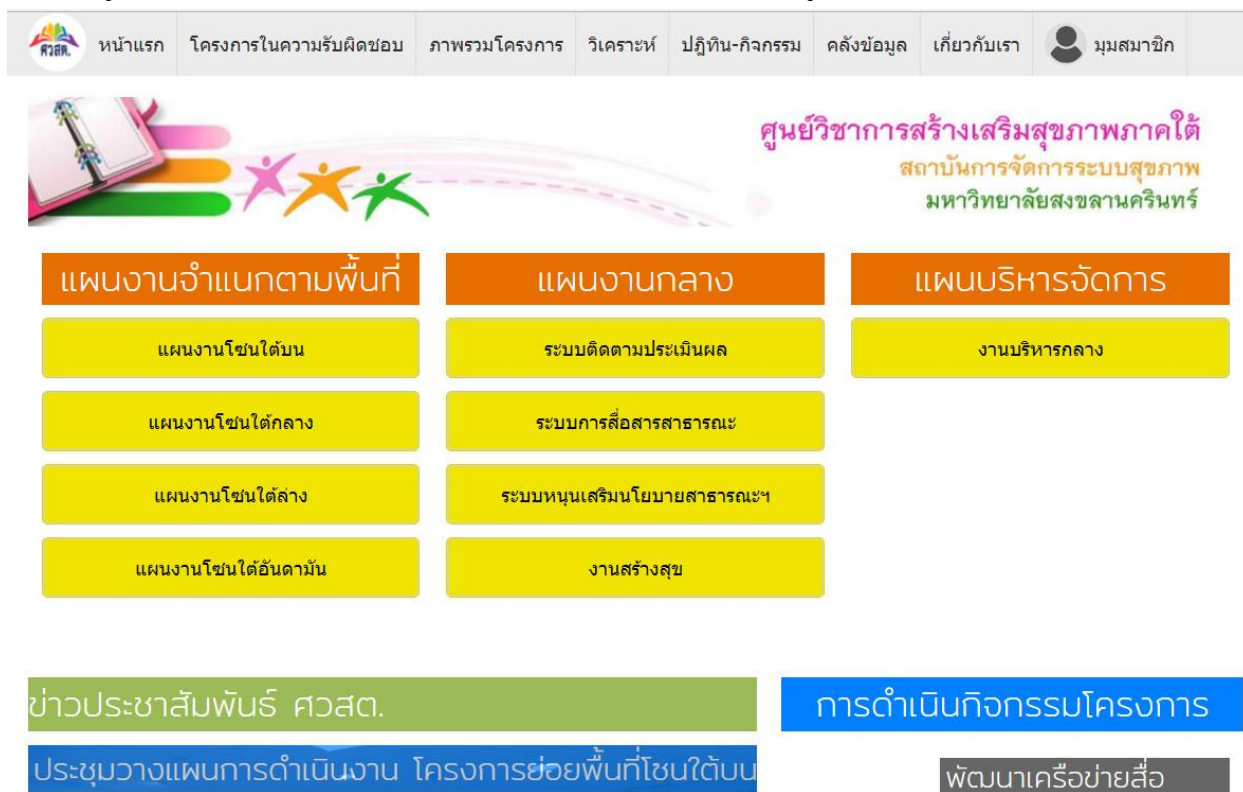 ศวสต.
หน้าแรก โครงการในความรับผิดชอบ ภาพรวมโครงการ วิเคราะห์ ปฎิทิน-กิจกรรม คลังข้อมูล เกี่ยวกับเรา มุมสมาชิก
ศูนย์วิชาการสร้างเสริมสุขภาพภาคใต้
สถาบันการจัดการระบบสุขภาพ
มหาวิทยาลัยสงขลานครินทร์
แผนงานจำแนกตามพื้นที่
แผนงานโซนใต้บน
แผนงานโซนใต้กลาง
แผนงานโซนใต้ล่าง
แผนงานโซนใต้อันดามัน
แผนงานกลาง
ระบบติดตามประเมินผล
ระบบการสื่อสารสาธารณะ
ระบบหนุนเสริมนโยบายสาธารณะฯ
งานสร้างสุข
แผนบริหารจัดการ
งานบริหารกลาง
ข่าวประชาสัมพันธ์ ศวสต.
ประชุมวางแผนการดำเนินงาน โครงการย่อยพื้นที่โซนใต้บน
การดำเนินกิจกรรมโครงการ
พัฒนาเครือข่ายสื่อ